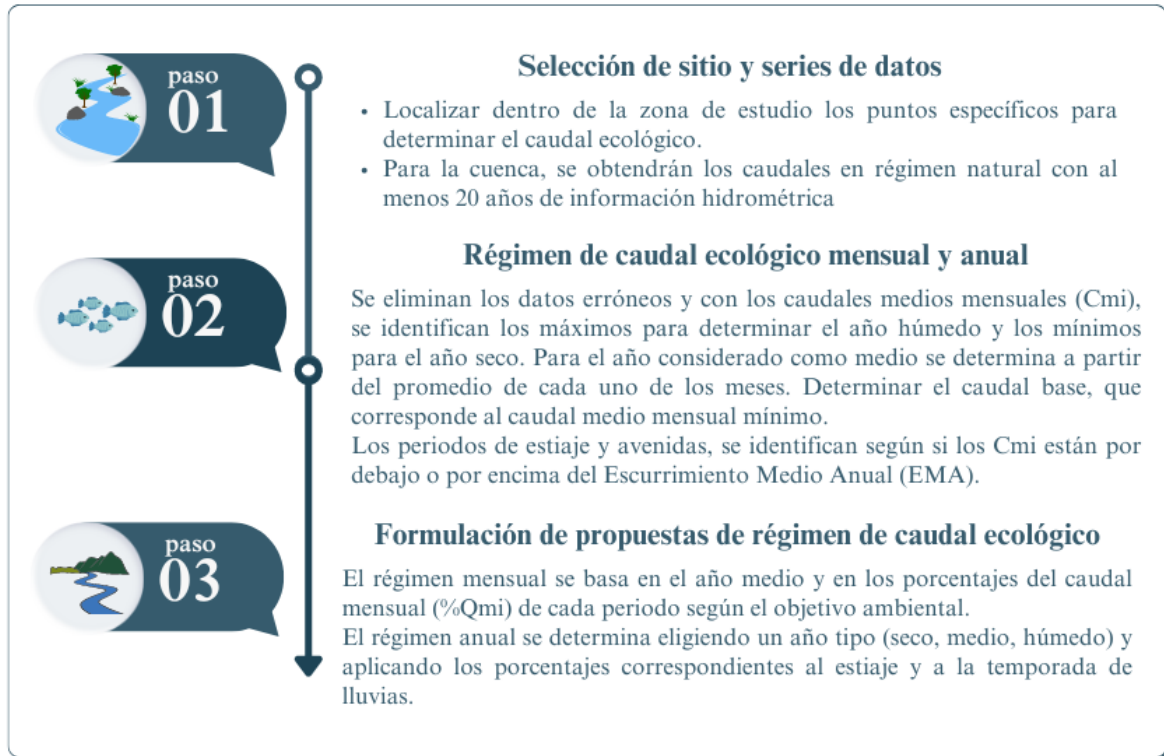 paso
01
Selección de sitio y series de datos
• Localizar dentro de la zona de estudio los puntos específicos para
determinar el caudal ecológico.
• Para la cuenca, se obtendrán los caudales en régimen natural con al
menos 20 años de información hidrométrica
paso
02
Régimen de caudal ecológico mensual y anual
Se eliminan los datos erróneos y con los caudales medios mensuales (Cmi),
se identifican los máximos para determinar el año húmedo y los mínimos
para el año seco. Para el año considerado como medio se determina a partir
del promedio de cada uno de los meses. Determinar el caudal base, que
corresponde al caudal medio mensual mínimo.
Los periodos de estiaje y avenidas, se identifican según si los Cmi están por
debajo o por encima del Escurrimiento Medio Anual (EMA).
paso
03
Formulación de propuestas de régimen de caudal ecológico
El régimen mensual se basa en el año medio y en los porcentajes del caudal
mensual (%Qmi) de cada periodo según el objetivo ambiental.
El régimen anual se determina eligiendo un año tipo (seco, medio, húmedo) y
aplicando los porcentajes correspondientes al estiaje y a la temporada de
lluvias.